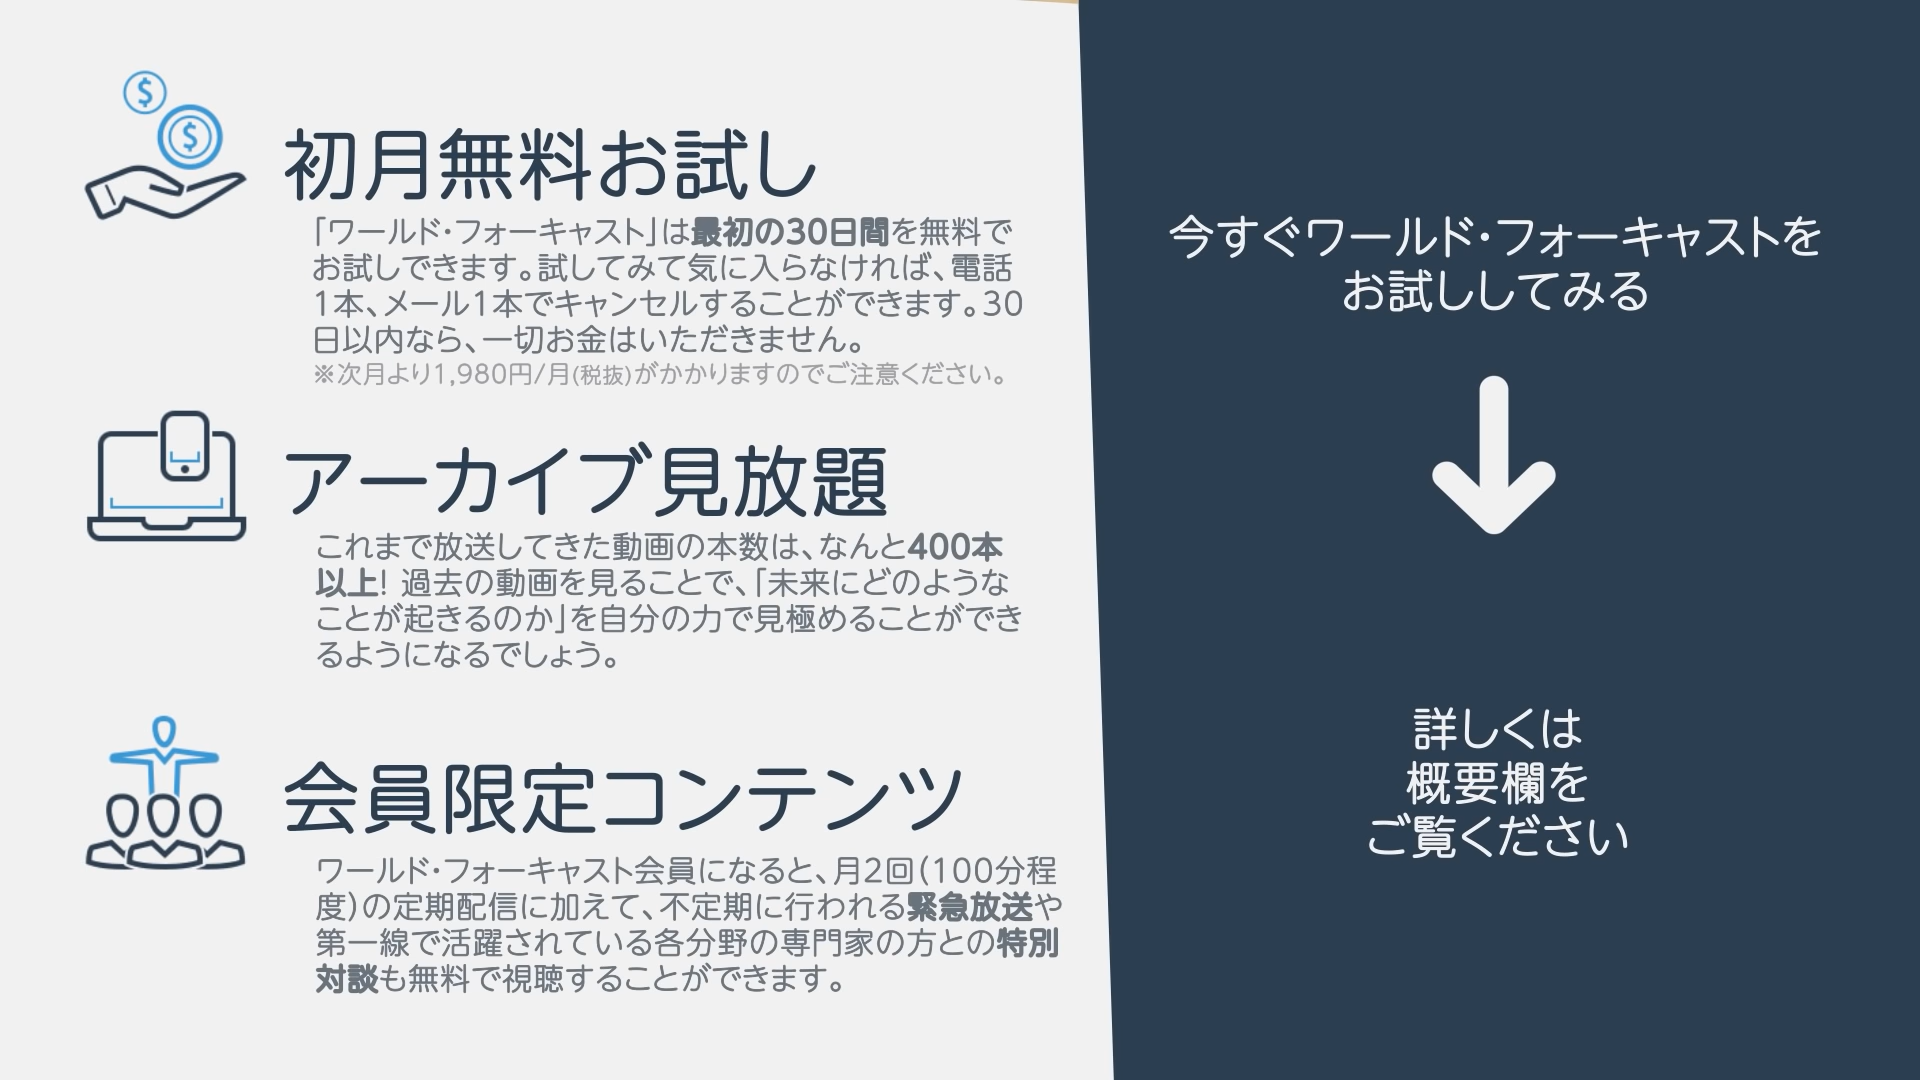 初月無料お試し
「ワールド・フォーキャスト」は最初の30日間を無料で
お試しできます。試してみて気に入らなければ、電話
1本、メール1本でキャンセルすることができます。30
日以内なら、一切お金はいただきません。
※次月より1,980円/月(税抜)がかかりますのでご注意ください。
アーカイブ見放題
これまで放送してきた動画の本数は、なんと400本
以上! 過去の動画を見ることで、「未来にどのような
ことが起きるのか」を自分の力で見極めることができ
るようになるでしょう。
会員限定コンテンツ
ワールド・フォーキャスト会員になると、月2回(100分程
度)の定期配信に加えて、不定期に行われる緊急放送や
第一線で活躍されている各分野の専門家の方との特別
対談も無料で視聴することができます。
今すぐワールド・フォーキャストを
お試ししてみる
詳しくは
概要欄を
ご覧ください